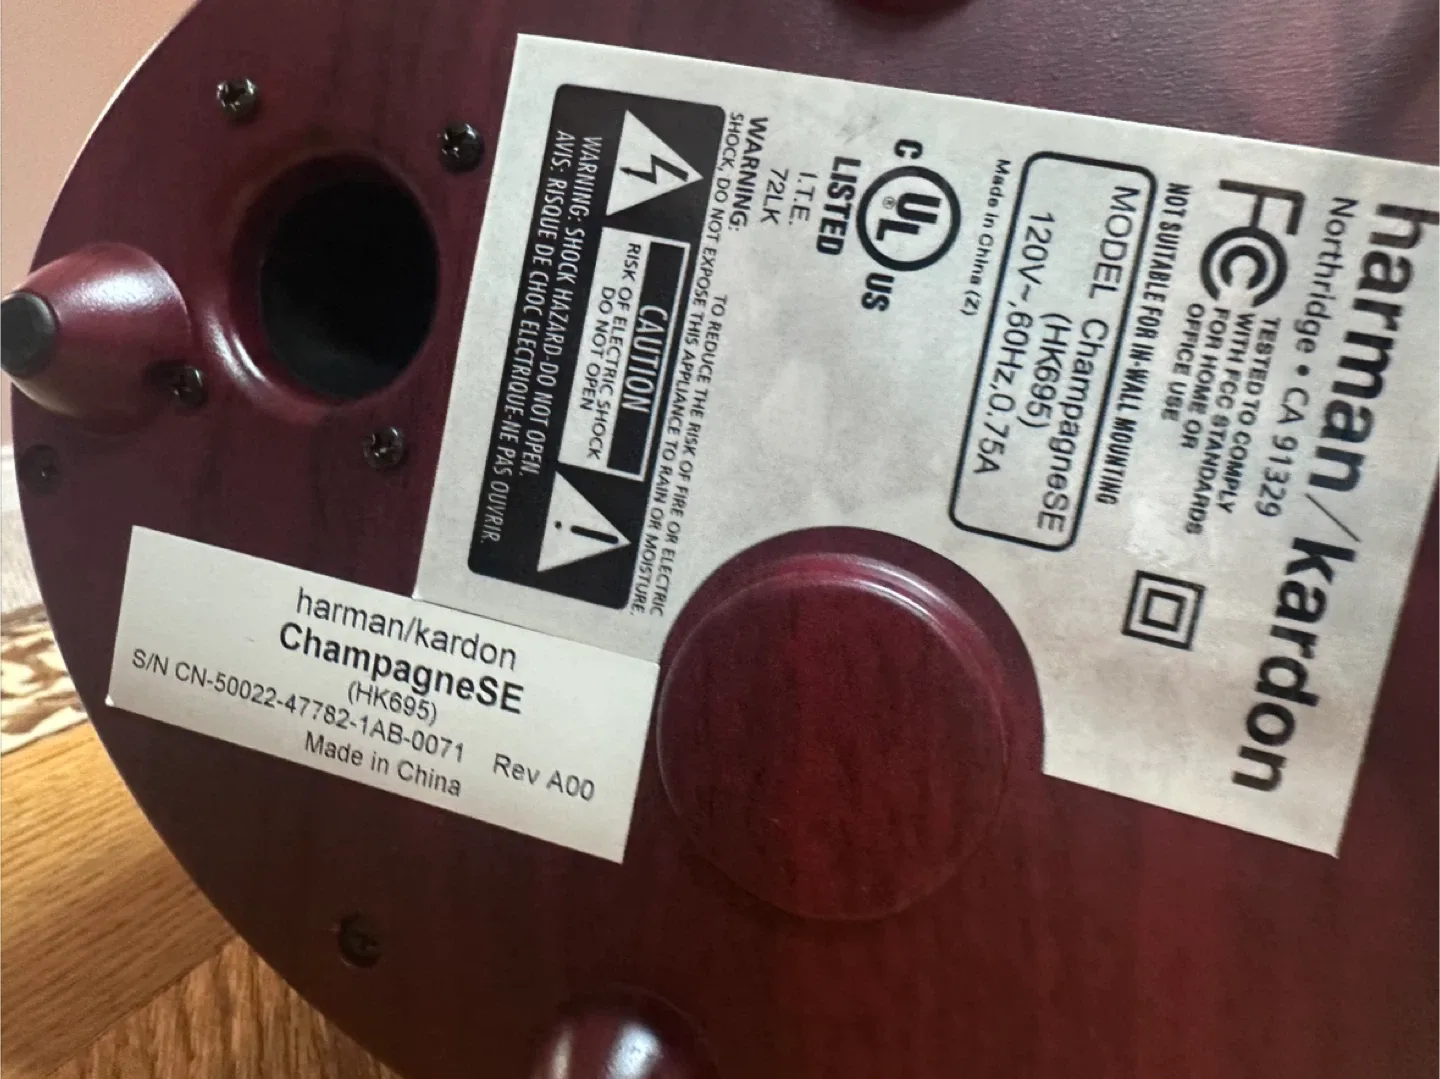 harman/kardon
Northridge • CA 91329
FC
TESTED TO COMPLY
WITH FCC STANDARDS
FOR HOME OR
OFFICE USE
NOT SUITABLE FOR IN-WALL MOUNTING
MODEL ChampagneSE
(HK695)
120V~,60Hz,0.75A
Made in China (Z)
C UL ® US
LISTED
I.T.E.
72LK
WARNING: TO REDUCE THE RISK OF FIRE OR ELECTRIC
SHOCK, DO NOT EXPOSE THIS APPLIANCE TO RAIN OR MOISTURE.
CAUTION
RISK OF ELECTRIC SHOCK
DO NOT OPEN
WARNING: SHOCK HAZARD-DO NOT OPEN.
AVIS: RISQUE DE CHOC ELECTRIQUE-NE PAS OUVRIR.
harman/kardon
ChampagneSE
(HK695)
S/N CN-50022-47782-1AB-0071 Rev A00
Made in China